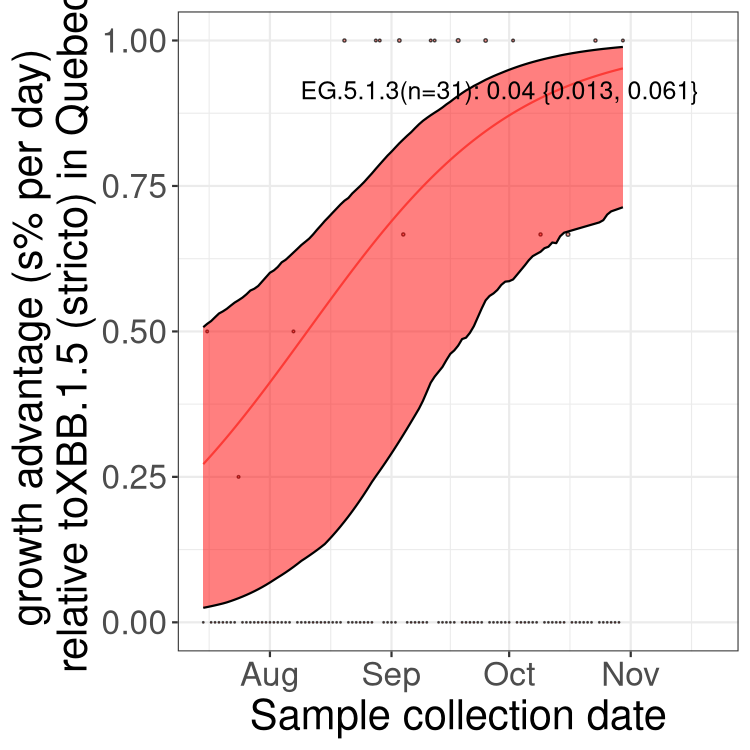 growth advantage (s% per day)
relative toXBB.1.5 (stricto) in Quebec
1.00
0.75
0.50
0.25
0.00
EG.5.1.3(n=31): 0.04 {0.013, 0.061}
Aug Sep Oct Nov
Sample collection date